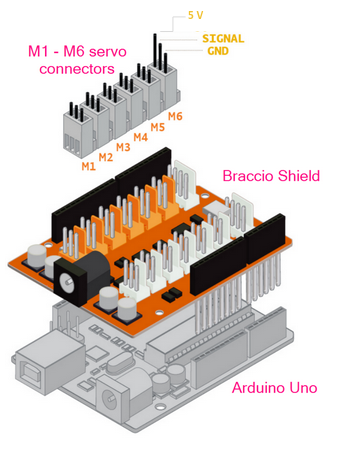 5 V
SIGNAL
GND
M1 - M6 servo
connectors
M6
M5
M4
M3
M2
M1
Braccio Shield
Arduino Uno